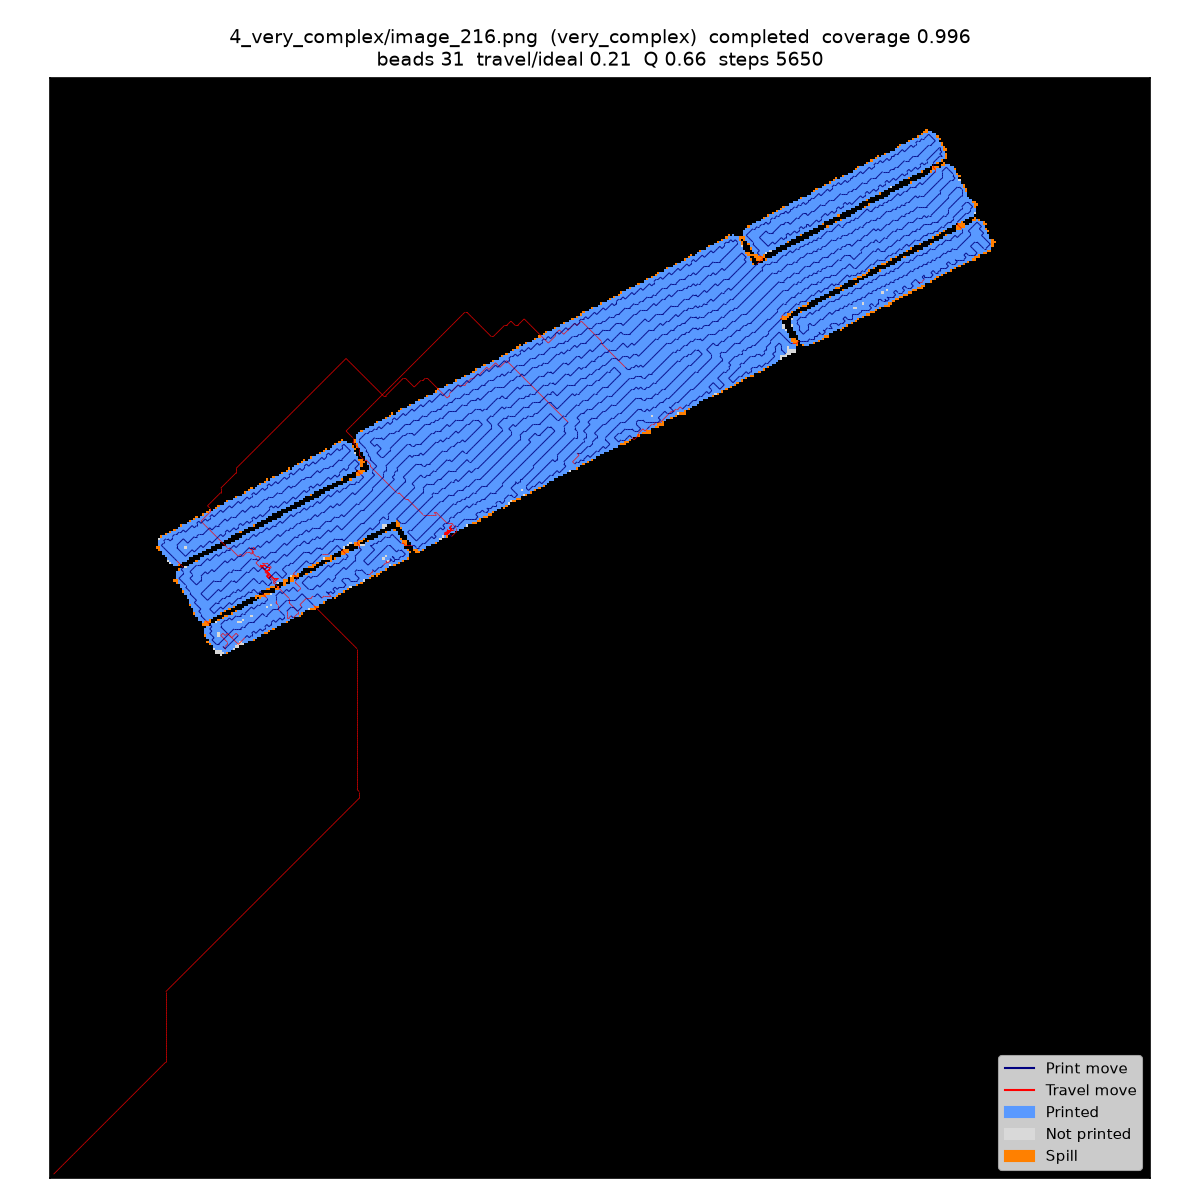 4_very_complex/image_216.png  (very_complex)  completed  coverage 0.996
beads 31  travel/ideal 0.21  Q 0.66  steps 5650
Print move
Travel move
Printed
Not printed
Spill